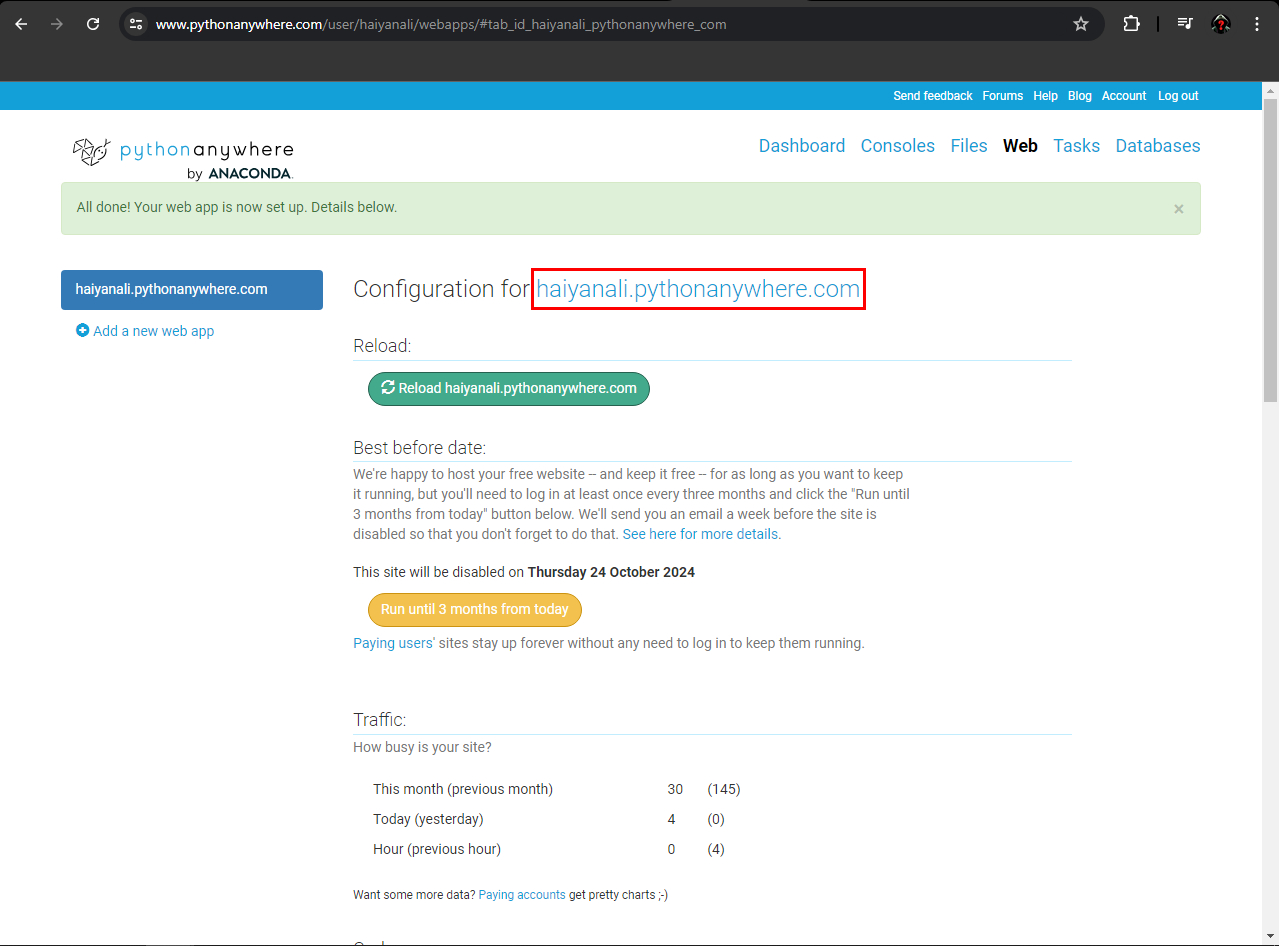 www.pythonanywhere.com/user/haiyanali/webapps/#tab_id_haiyanali_pythonanywhere_com
Send feedback Forums Help Blog Account Log out
pythonanywhere
by ANACONDA.
Dashboard Consoles Files Web Tasks Databases
All done! Your web app is now set up. Details below.
×
haiyanali.pythonanywhere.com
Add a new web app
Configuration for haiyanali.pythonanywhere.com
Reload:
Reload haiyanali.pythonanywhere.com
Best before date:
We're happy to host your free website -- and keep it free -- for as long as you want to keep
it running, but you'll need to log in at least once every three months and click the "Run until
3 months from today" button below. We'll send you an email a week before the site is
disabled so that you don't forget to do that. See here for more details.
This site will be disabled on Thursday 24 October 2024
Run until 3 months from today
Paying users' sites stay up forever without any need to log in to keep them running.
Traffic:
How busy is your site?
This month (previous month) 30 (145)
Today (yesterday) 4 (0)
Hour (previous hour) 0 (4)
Want some more data? Paying accounts get pretty charts ;-)